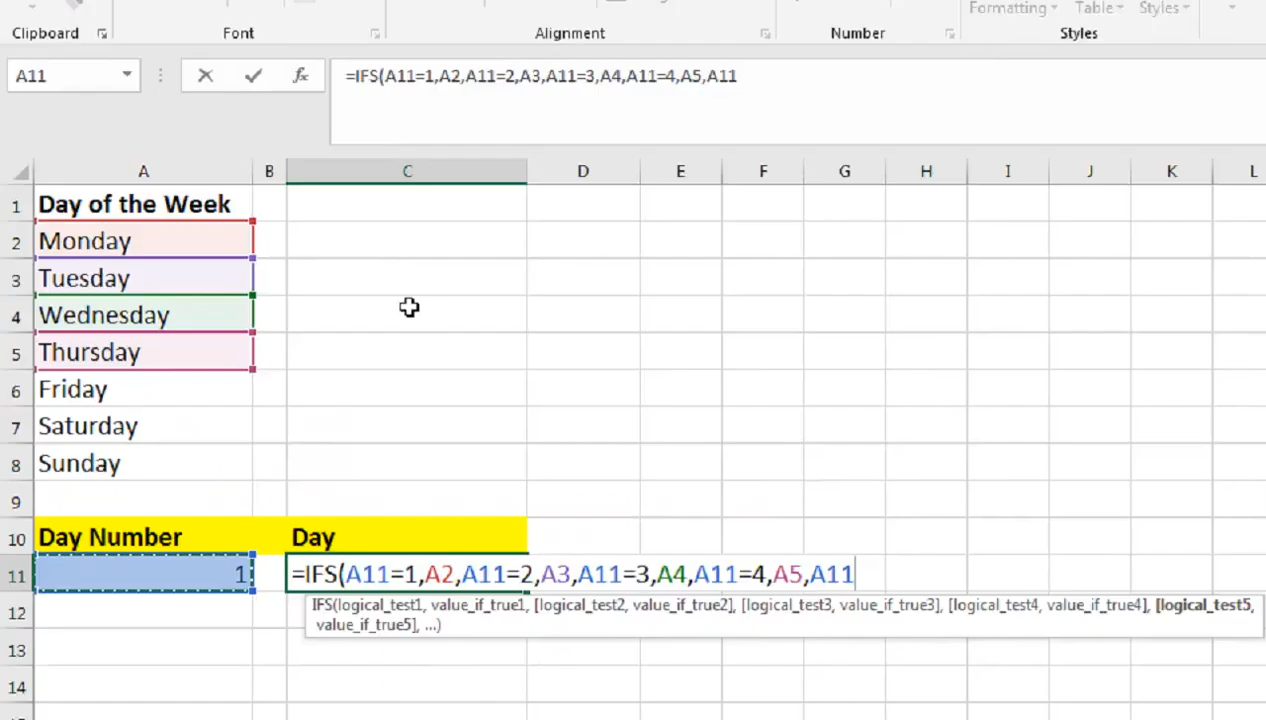 Formatting Table Styles
Clipboard Font Alignment Number Styles
A11 fx =IFS(A11=1,A2,A11=2,A3,A11=3,A4,A11=4,A5,A11
A B C D E F G H I J K L
1 Day of the Week
2 Monday
3 Tuesday
4 Wednesday
5 Thursday
6 Friday
7 Saturday
8 Sunday
9
10 Day Number Day
11 1 =IFS(A11=1,A2,A11=2,A3,A11=3,A4,A11=4,A5,A11
12 IFS(logical_test1, value_if_true1, [logical_test2, value_if_true2], [logical_test3, value_if_true3], [logical_test4, value_if_true4], [logical_test5,
value_if_true5], ...)
13
14